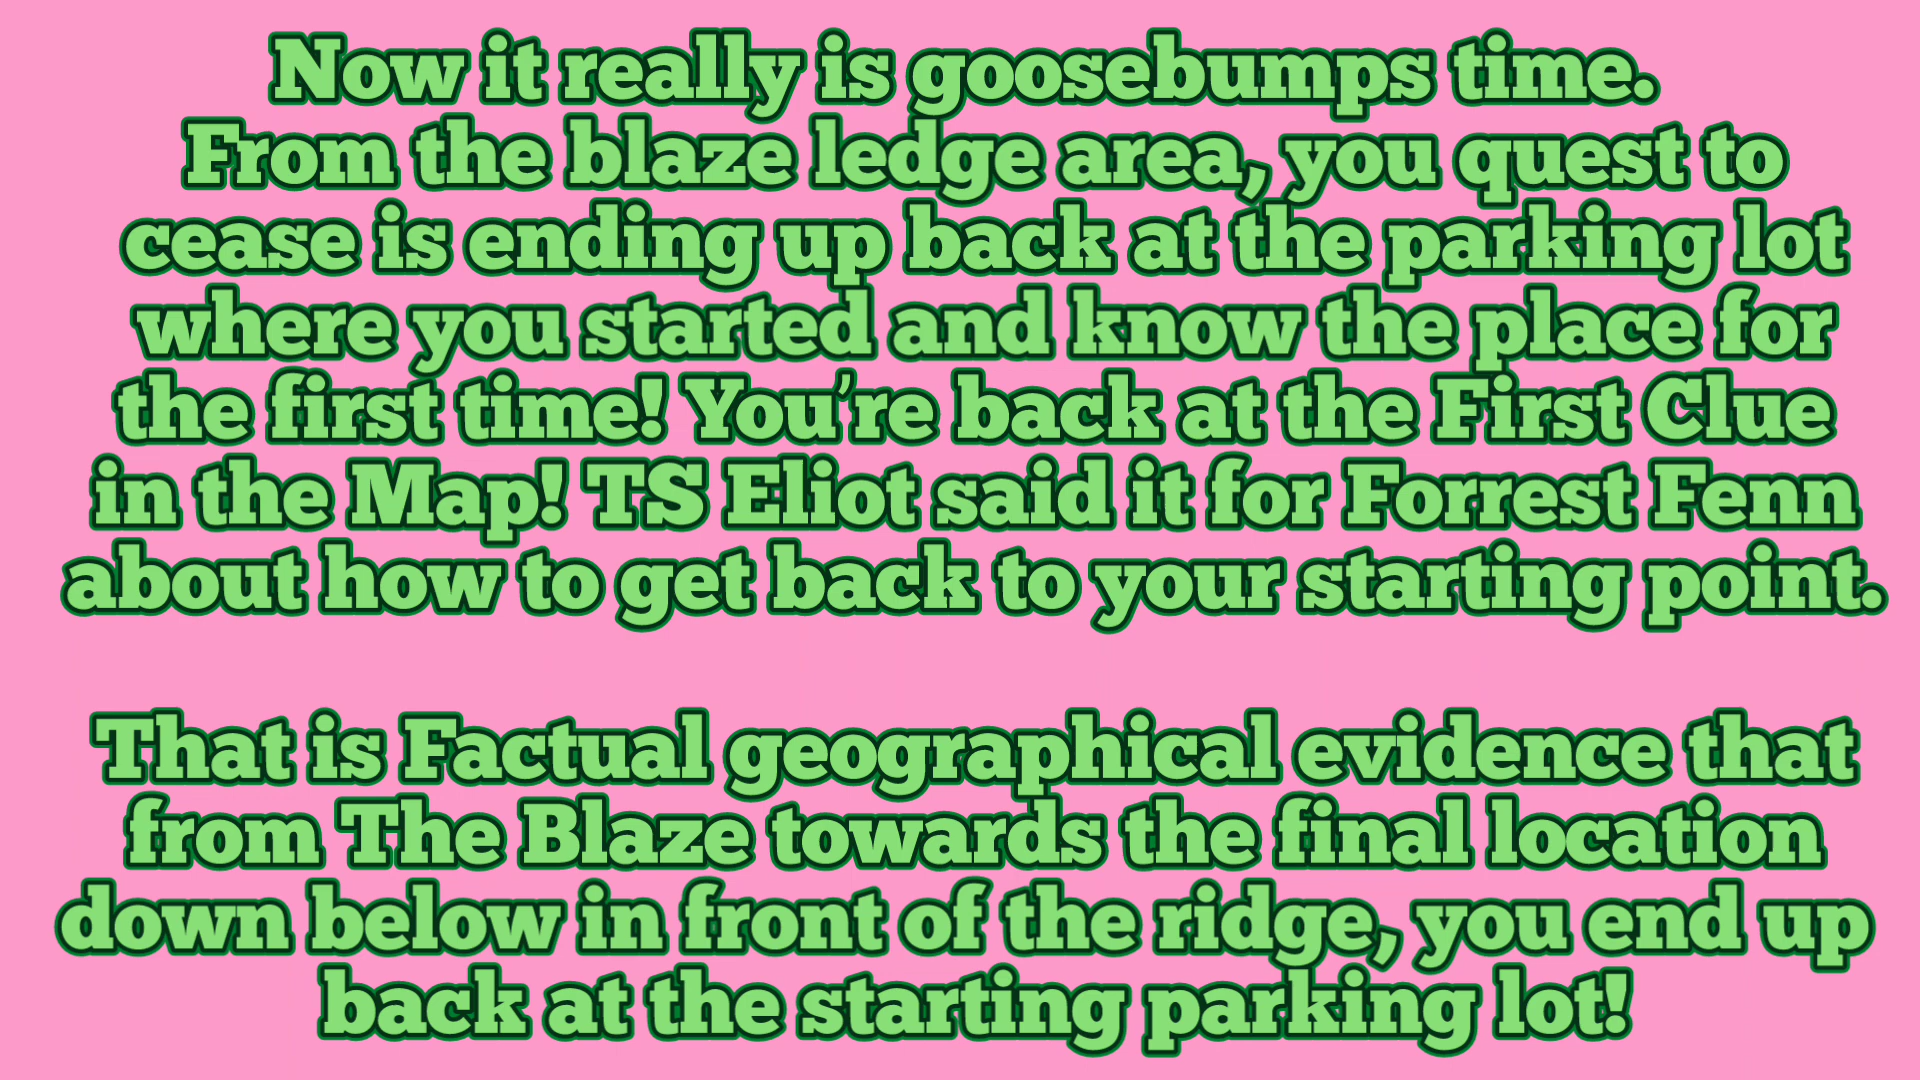 Now it really is goosebumps time.
From the blaze ledge area, you quest to
cease is ending up back at the parking lot
where you started and know the place for
the first time! You're back at the First Clue
in the Map! TS Eliot said it for Forrest Fenn
about how to get back to your starting point.
That is Factual geographical evidence that
from The Blaze towards the final location
down below in front of the ridge, you end up
back at the starting parking lot!